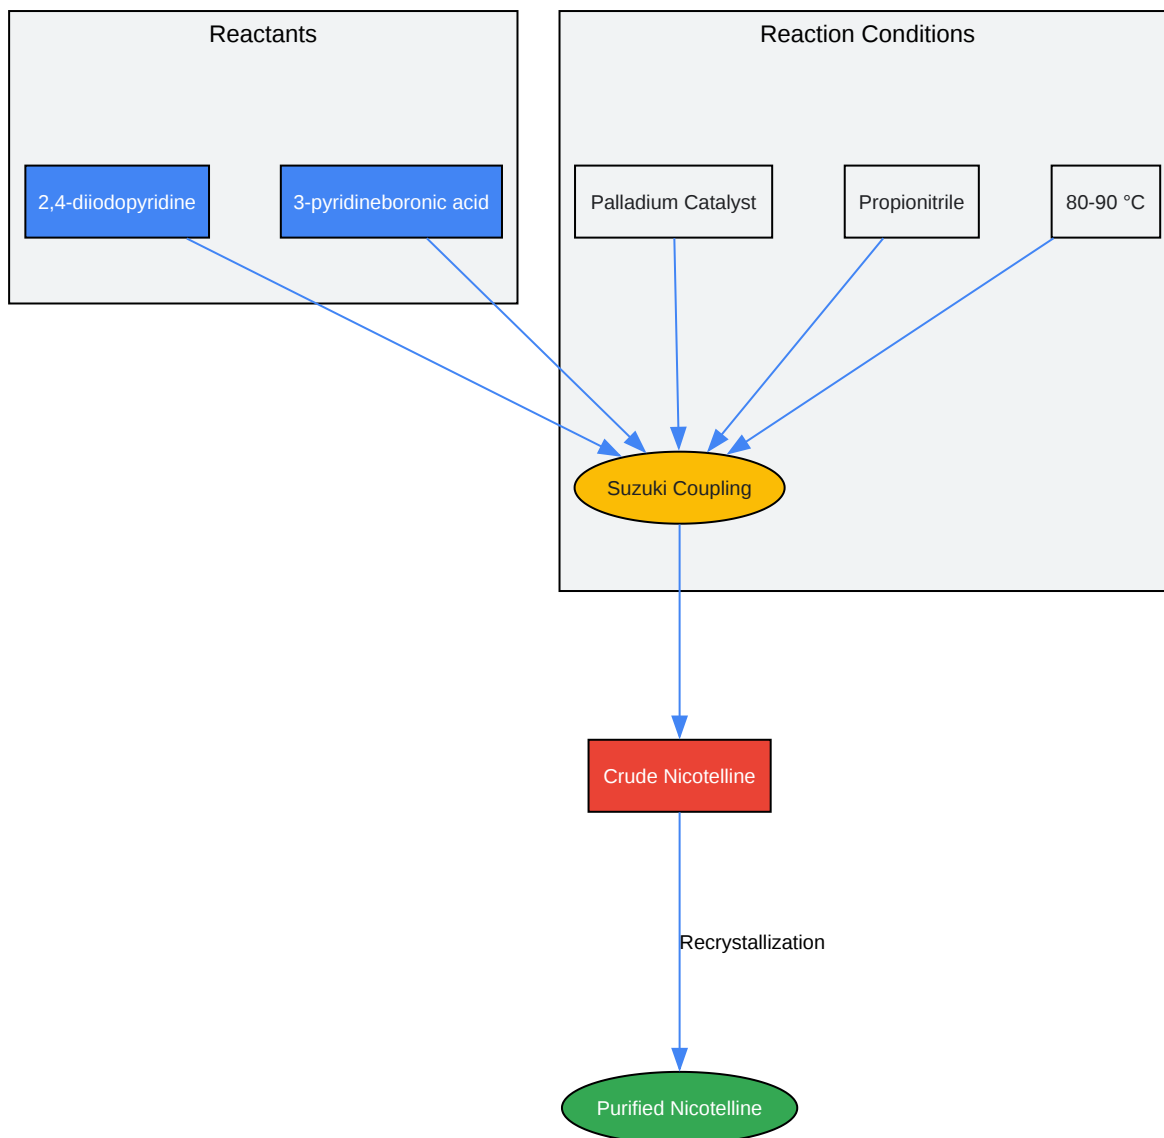 Reactants
Reaction Conditions
2,4-diiodopyridine
3-pyridineboronic acid
Palladium Catalyst
Propionitrile
80-90 °C
Suzuki Coupling
Crude Nicotelline
Recrystallization
Purified Nicotelline